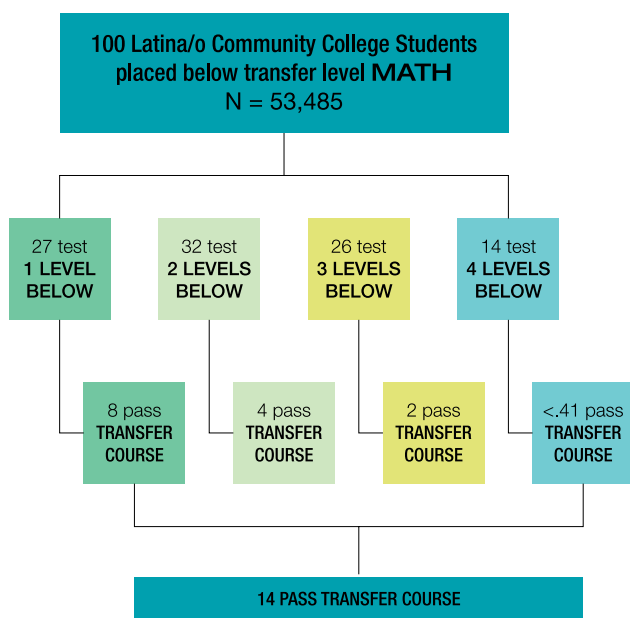 100 Latina/o Community College Students
placed below transfer level MATH
N = 53,485
27 test
1 LEVEL
BELOW
32 test
2 LEVELS
BELOW
26 test
3 LEVELS
BELOW
14 test
4 LEVELS
BELOW
8 pass
TRANSFER
COURSE
4 pass
TRANSFER
COURSE
2 pass
TRANSFER
COURSE
<.41 pass
TRANSFER
COURSE
14 PASS TRANSFER COURSE